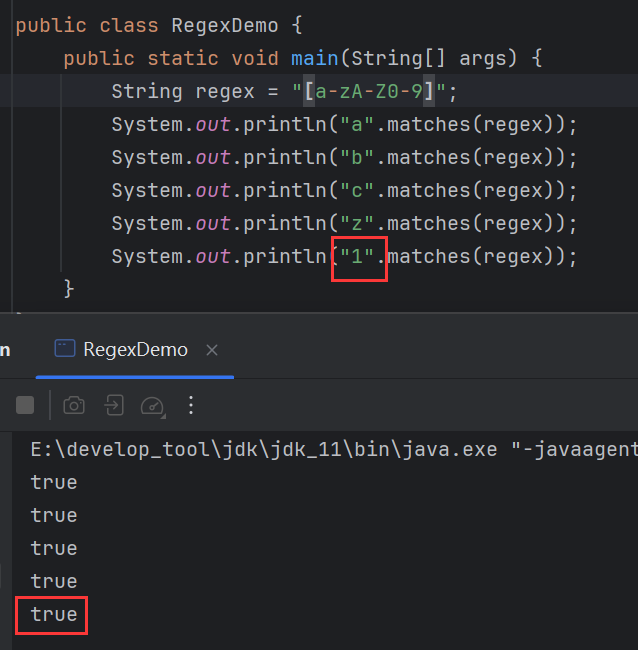 public class RegexDemo {
public static void main(String[] args) {
String regex = "[a-zA-Z0-9]";
System.out.println("a".matches(regex));
System.out.println("b".matches(regex));
System.out.println("c".matches(regex));
System.out.println("z".matches(regex));
System.out.println("1".matches(regex));
}
n RegexDemo ×
E:\develop_tool\jdk\jdk_11\bin\java.exe "-javaagent
true
true
true
true
true